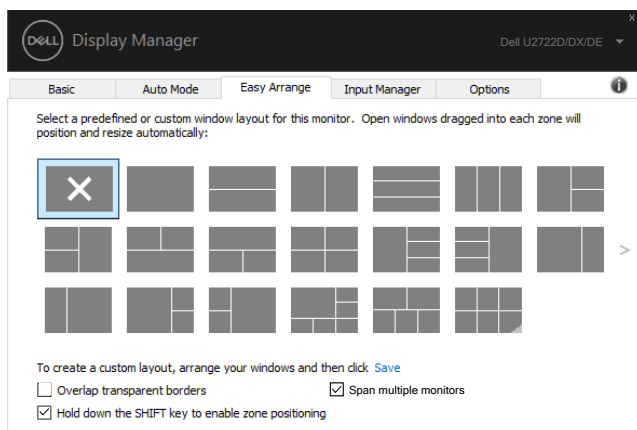 x
DELL Display Manager Dell U2722D/DX/DE
Basic Auto Mode Easy Arrange Input Manager Options i
Select a predefined or custom window layout for this monitor. Open windows dragged into each zone will
position and resize automatically:
>
To create a custom layout, arrange your windows and then click Save
Overlap transparent borders Span multiple monitors
Hold down the SHIFT key to enable zone positioning